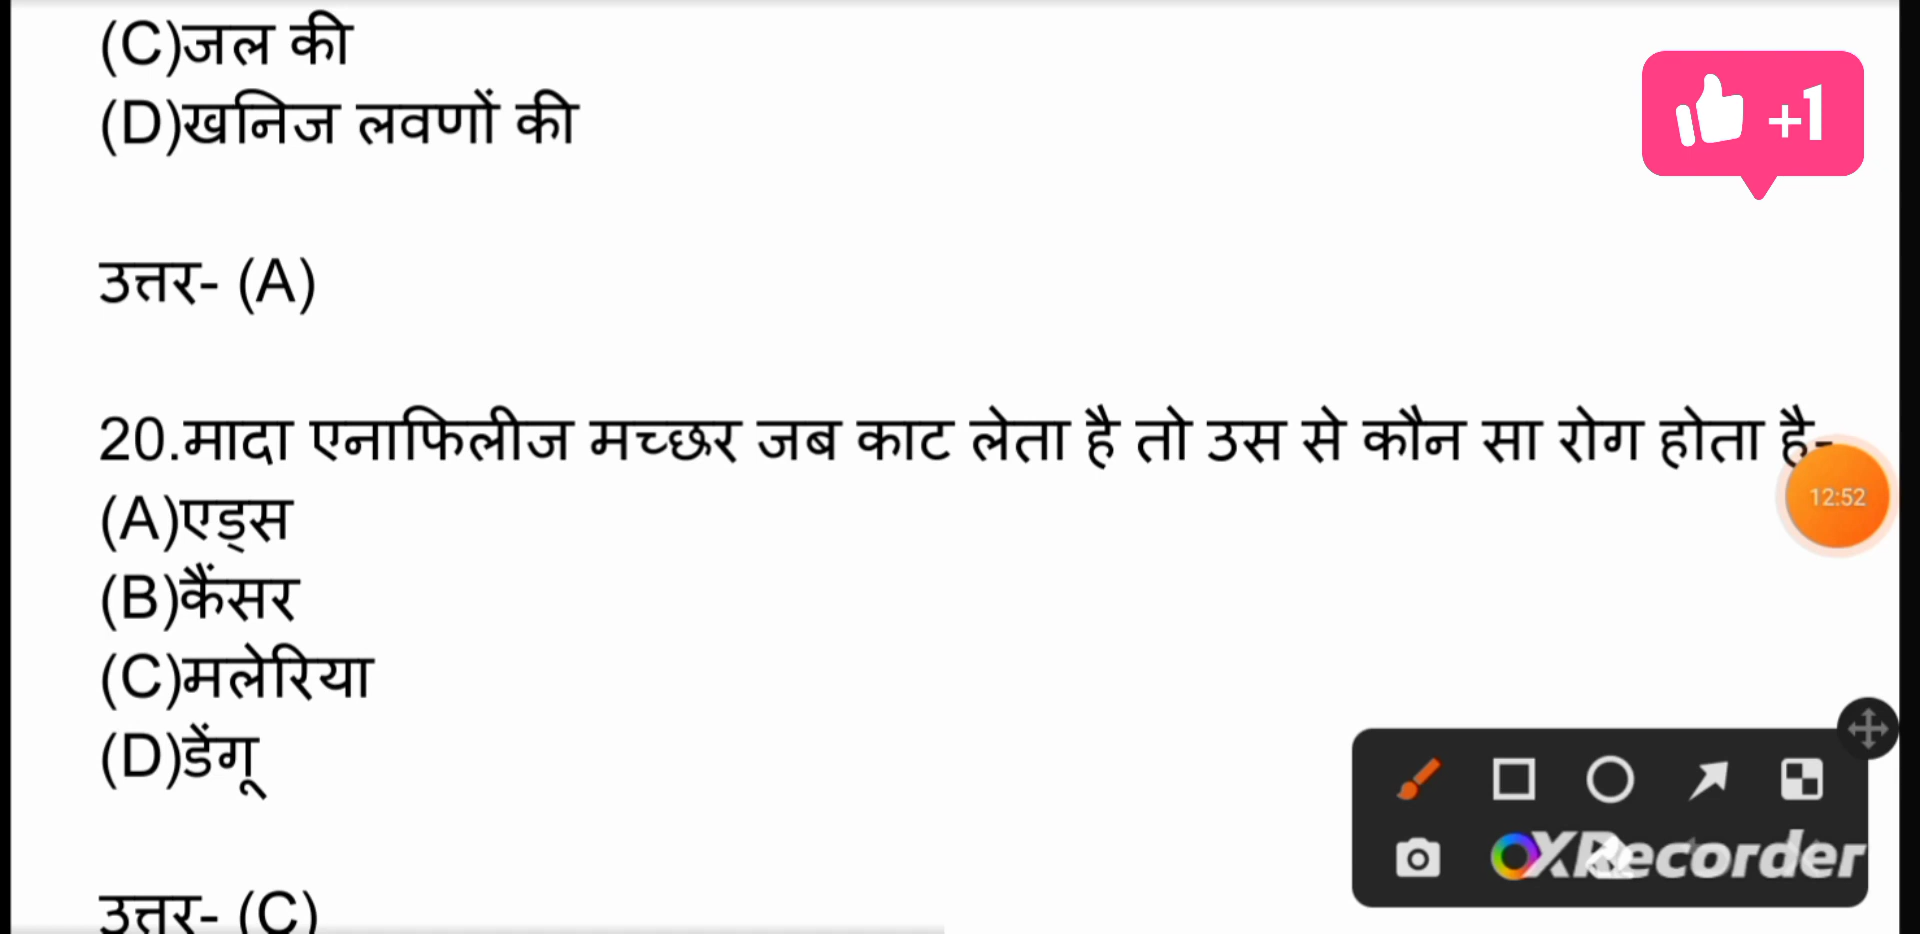 (C)जल की
(D)खनिज लवणों की
+1
उत्तर- (A)
20.मादा एनाफिलीज मच्छर जब काट लेता है तो उस से कौन सा रोग होता है-
12:52
(A)एड्स
(B)कैंसर
(C)मलेरिया
(D)डेंगू
XRecorder
उत्तर- (C)